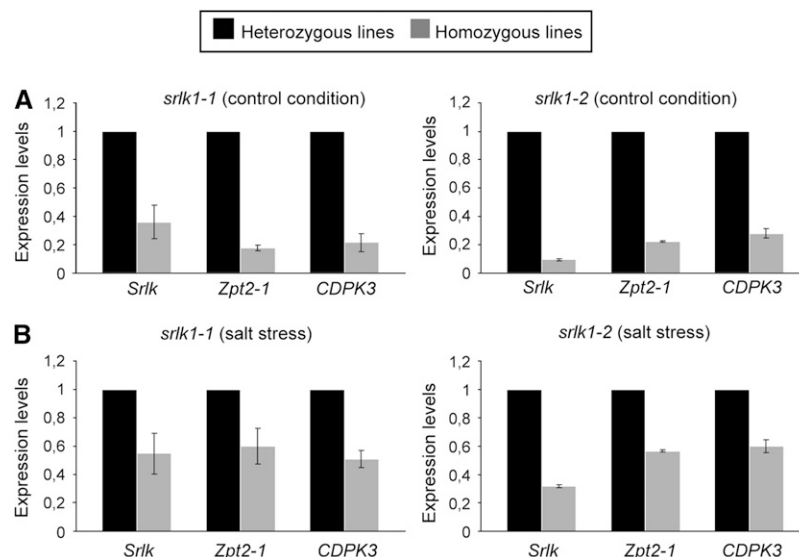 Heterozygous lines Homozygous lines
A
srlk1-1 (control condition)
Expression levels
1,2
1
0,8
0,6
0,4
0,2
0
Srlk Zpt2-1 CDPK3
srlk1-2 (control condition)
Expression levels
1,2
1
0,8
0,6
0,4
0,2
0
Srlk Zpt2-1 CDPK3
B
srlk1-1 (salt stress)
Expression levels
1,2
1
0,8
0,6
0,4
0,2
0
Srlk Zpt2-1 CDPK3
srlk1-2 (salt stress)
Expression levels
1,2
1
0,8
0,6
0,4
0,2
0
Srlk Zpt2-1 CDPK3